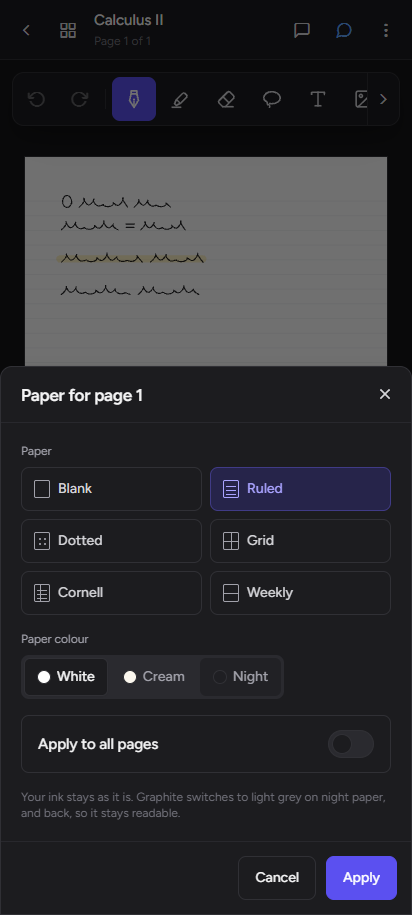 Calculus II
Page 1 of 1
T
Paper for page 1
Paper
Blank
Ruled
Dotted
Grid
Cornell
Weekly
Paper colour
White
Cream
Night
Apply to all pages
Your ink stays as it is. Graphite switches to light grey on night paper,
and back, so it stays readable.
Cancel
Apply